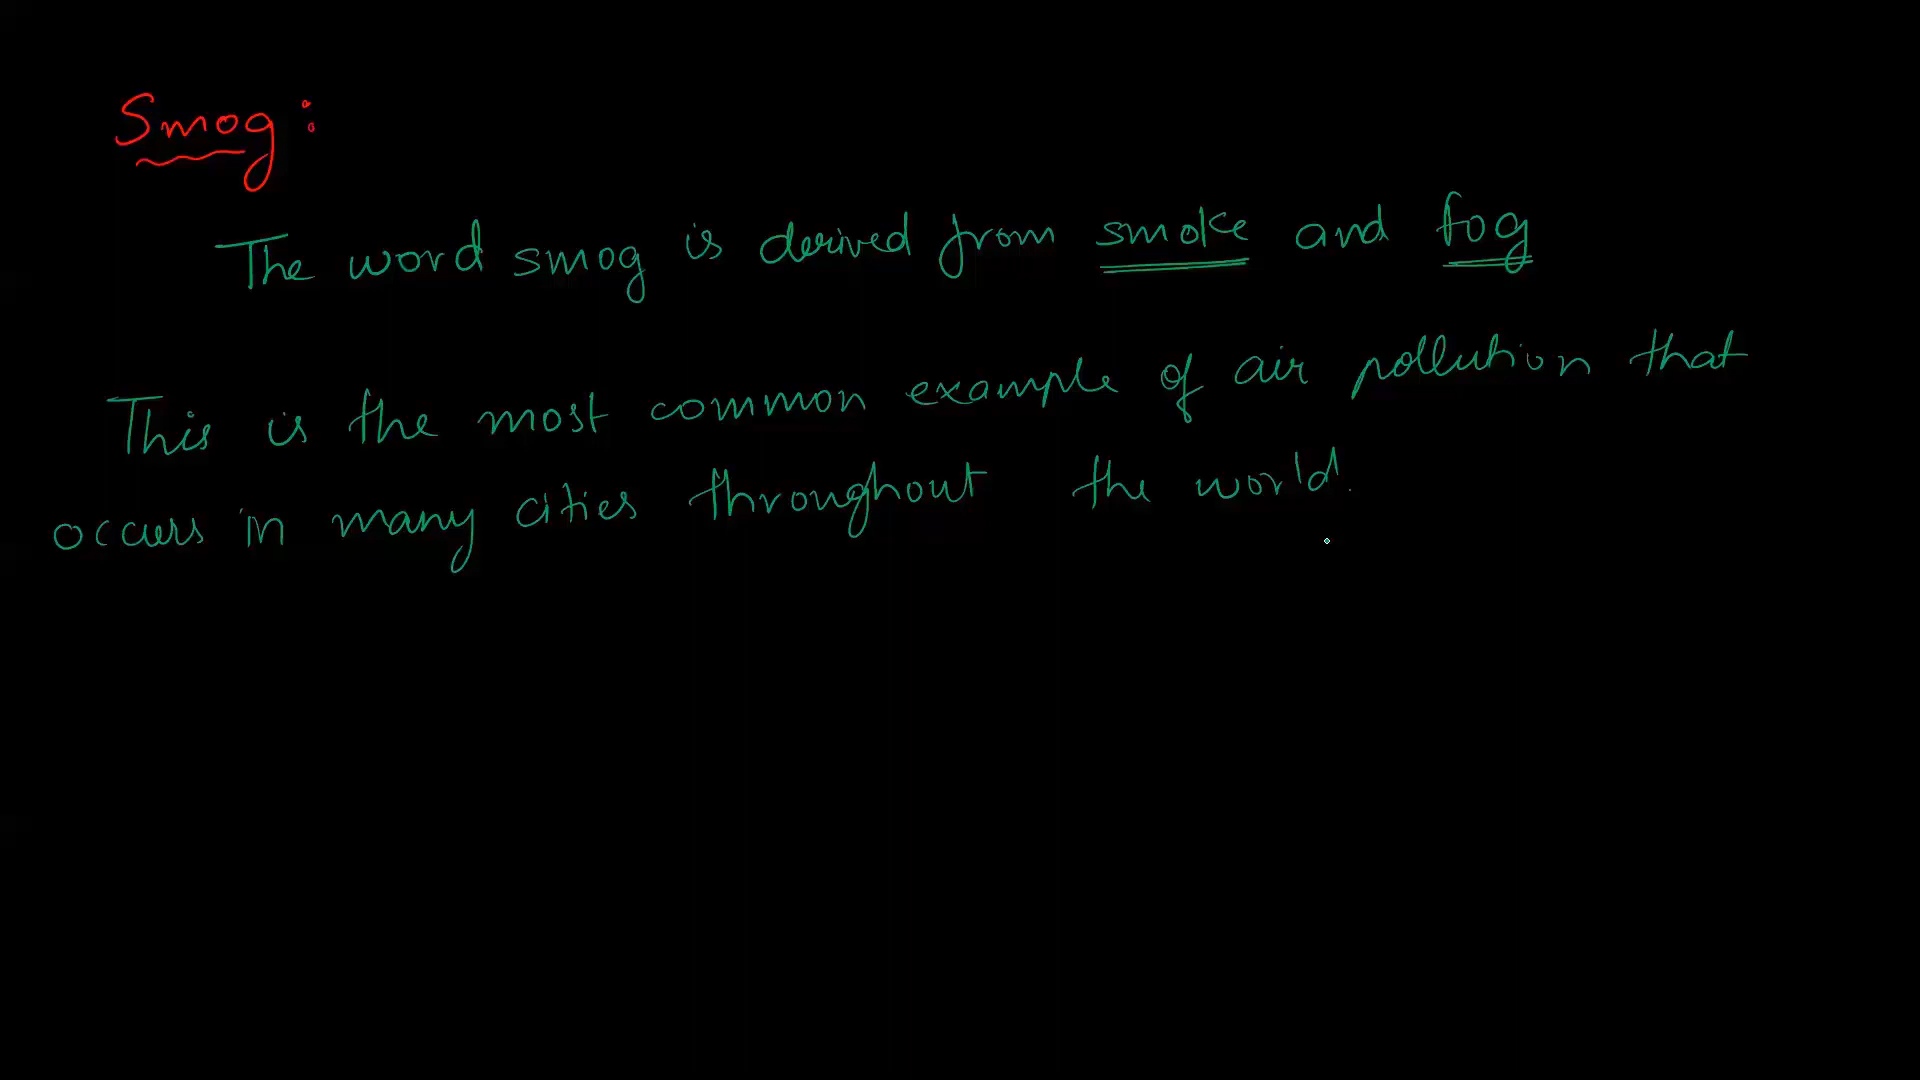 Smog:
The word smog is derived from smoke and fog
This is the most common example of air pollution that
occurs in many cities throughout the world.